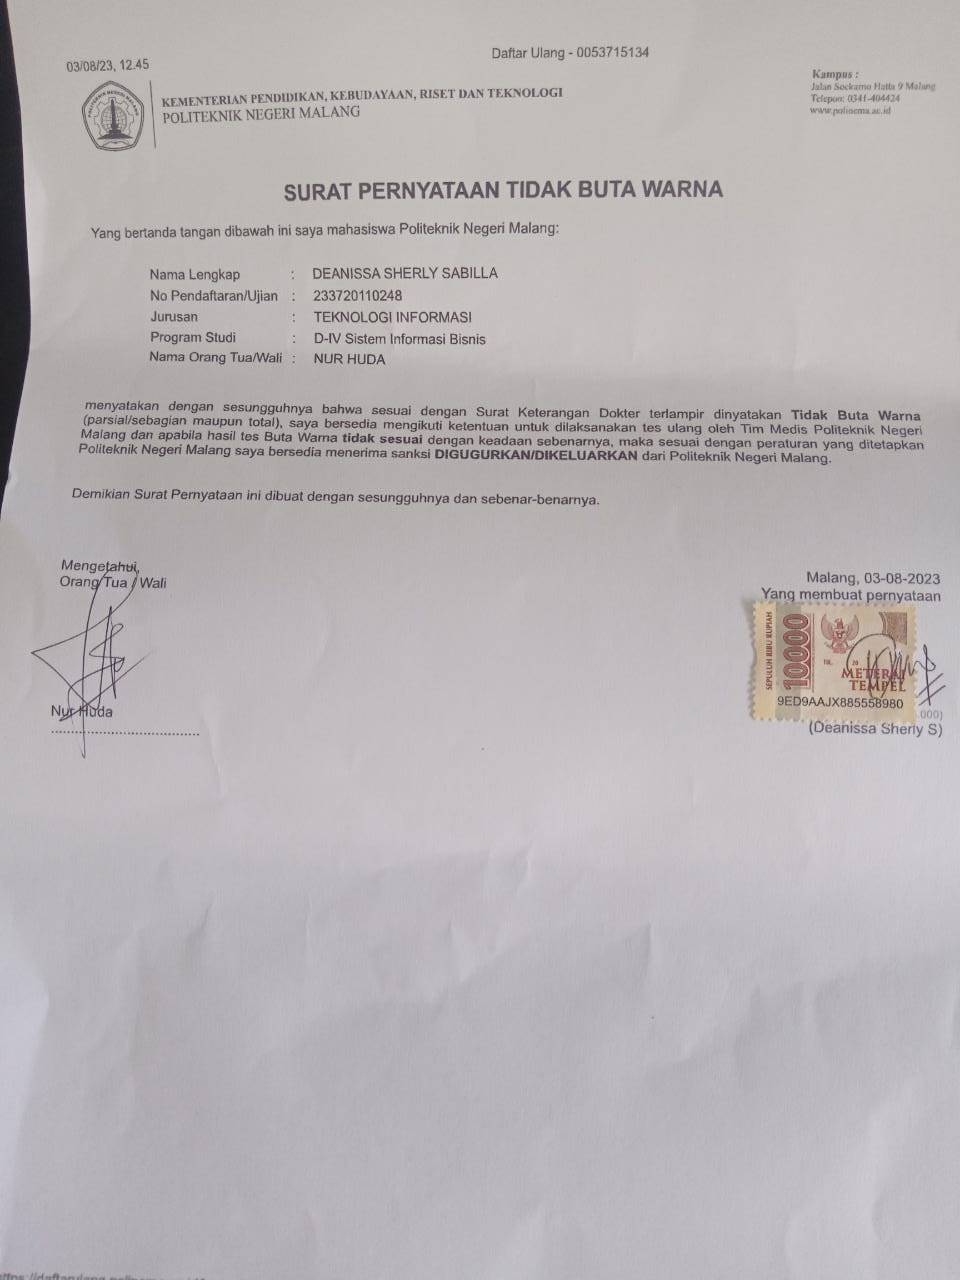 03/08/23, 12.45
Daftar Ulang - 0053715134
KEMENTERIAN PENDIDIKAN, KEBUDAYAAN, RISET DAN TEKNOLOGI
POLITEKNIK NEGERI MALANG
Kampus :
Jalan Soekarno Hatta 9 Malang
Telepon: 0341-404424
www.polinema.ac.id
SURAT PERNYATAAN TIDAK BUTA WARNA
Yang bertanda tangan dibawah ini saya mahasiswa Politeknik Negeri Malang:
Nama Lengkap : DEANISSA SHERLY SABILLA
No Pendaftaran/Ujian : 233720110248
Jurusan : TEKNOLOGI INFORMASI
Program Studi : D-IV Sistem Informasi Bisnis
Nama Orang Tua/Wali : NUR HUDA
menyatakan dengan sesungguhnya bahwa sesuai dengan Surat Keterangan Dokter terlampir dinyatakan Tidak Buta Warna
(parsial/sebagian maupun total), saya bersedia mengikuti ketentuan untuk dilaksanakan tes ulang oleh Tim Medis Politeknik Negeri
Malang dan apabila hasil tes Buta Warna tidak sesuai dengan keadaan sebenarnya, maka sesuai dengan peraturan yang ditetapkan
Politeknik Negeri Malang saya bersedia menerima sanksi DIGUGURKAN/DIKELUARKAN dari Politeknik Negeri Malang.
Demikian Surat Pernyataan ini dibuat dengan sesungguhnya dan sebenar-benarnya.
Mengetahui,
Orang Tua / Wali
Nur Huda
Malang, 03-08-2023
Yang membuat pernyataan
SEPULUH RIBU RUPIAH
10000
METERAI
TEMPEL
9ED9AAJX885558980
000)
(Deanissa Sherly S)